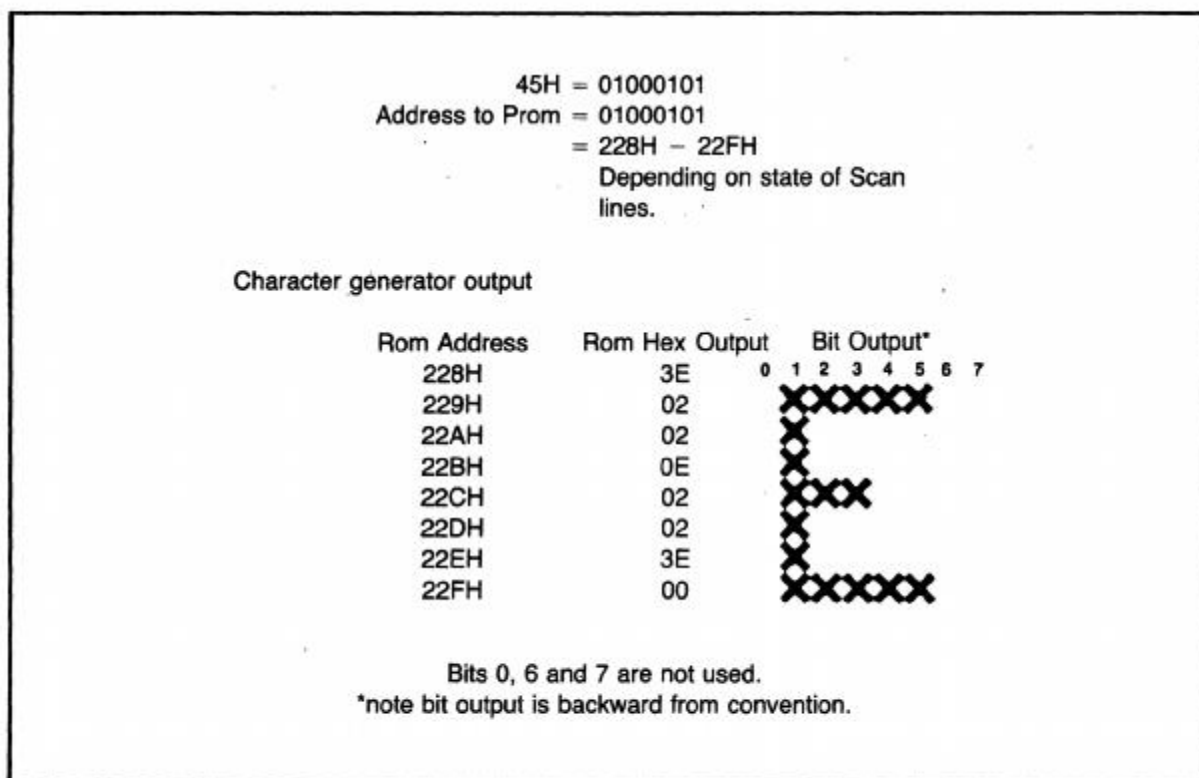 45H = 01000101
Address to Prom = 01000101
= 228H – 22FH
Depending on state of Scan
lines.
Character generator output
Rom Address Rom Hex Output Bit Output*
0 1 2 3 4 5 6 7
228H 3E
229H 02
22AH 02
22BH 0E
22CH 02
22DH 02
22EH 3E
22FH 00
Bits 0, 6 and 7 are not used.
*note bit output is backward from convention.